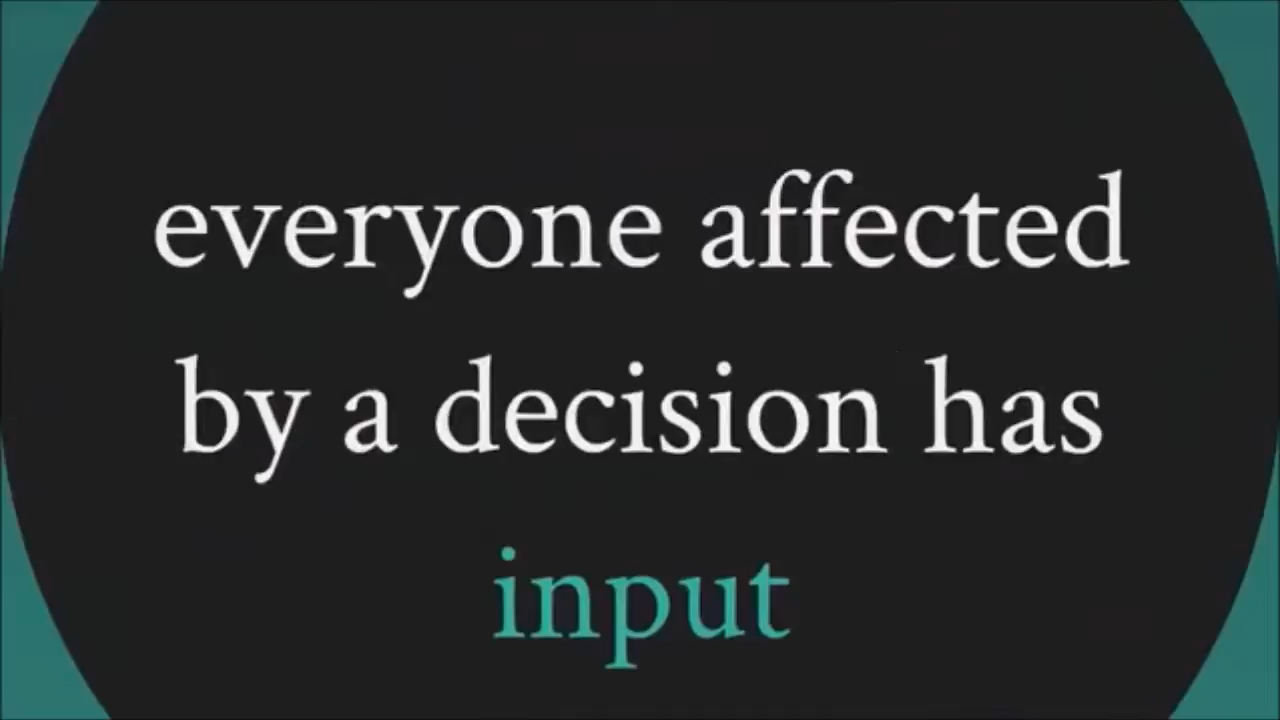 everyone affected
by a decision has
input